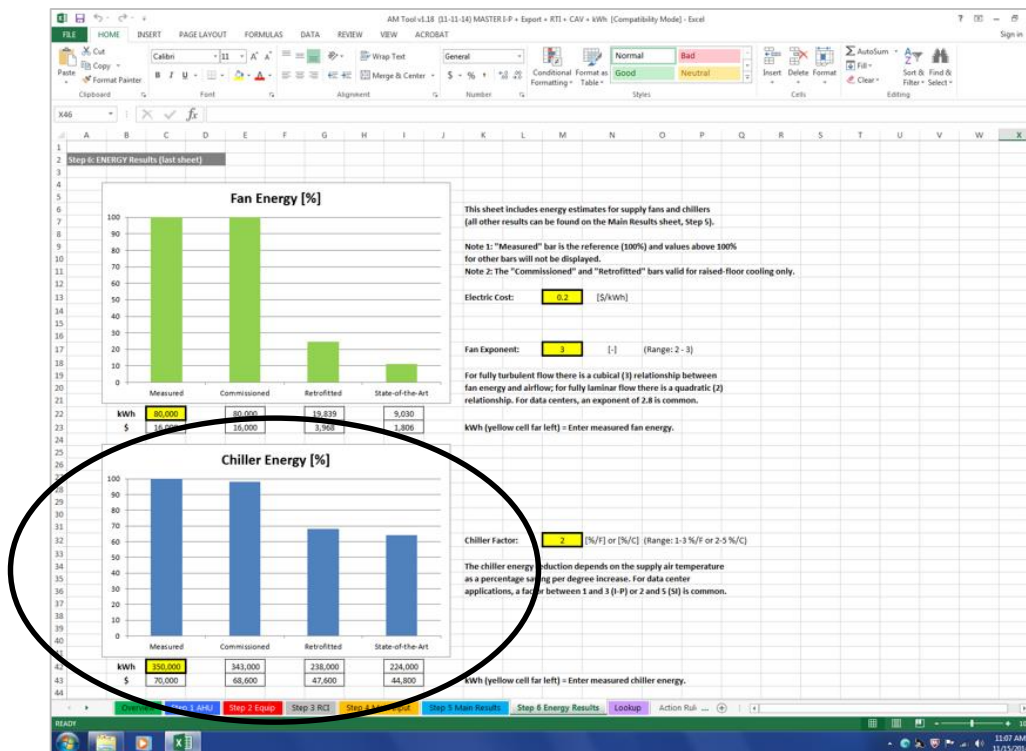 AM Tool v1.18 (11-11-14) MASTER I-P + Export + RTI + CAV + kWh [Compatibility Mode] - Excel
FILE HOME INSERT PAGE LAYOUT FORMULAS DATA REVIEW VIEW ACROBAT Sign in
Paste
Cut
Copy
Format Painter
Clipboard
Calibri 11
B I U
Font
Wrap Text
Merge & Center
Alignment
General
$ % ,
Number
Conditional Formatting
Format as Table
Normal Bad
Good Neutral
Styles
Insert Delete Format
Cells
AutoSum
Fill
Clear
Sort & Filter
Find & Select
Editing
X46 fx
A B C D E F G H I J K L M N O P Q R S T U V W X
Step 6: ENERGY Results (last sheet)
Fan Energy [%]
100
90
80
70
60
50
40
30
20
10
0
Measured Commissioned Retrofitted State-of-the-Art
kWh 80,000 80,000 19,839 9,030
$ 16,000 16,000 3,968 1,806
This sheet includes energy estimates for supply fans and chillers
(all other results can be found on the Main Results sheet, Step 5).
Note 1: "Measured" bar is the reference (100%) and values above 100%
for other bars will not be displayed.
Note 2: The "Commissioned" and "Retrofitted" bars valid for raised-floor cooling only.
Electric Cost: 0.2 [$/kWh]
Fan Exponent: 3 [-] (Range: 2 - 3)
For fully turbulent flow there is a cubical (3) relationship between
fan energy and airflow; for fully laminar flow there is a quadratic (2)
relationship. For data centers, an exponent of 2.8 is common.
kWh (yellow cell far left) = Enter measured fan energy.
Chiller Energy [%]
100
90
80
70
60
50
40
30
20
10
0
Measured Commissioned Retrofitted State-of-the-Art
kWh 350,000 343,000 238,000 224,000
$ 70,000 68,600 47,600 44,800
Chiller Factor: 2 [%/F] or [%/C] (Range: 1-3 %/F or 2-5 %/C)
The chiller energy reduction depends on the supply air temperature
as a percentage saving per degree increase. For data center
applications, a factor between 1 and 3 (I-P) or 2 and 5 (SI) is common.
kWh (yellow cell far left) = Enter measured chiller energy.
Step 1 AHU Step 2 Equip Step 3 RCI Step 5 Main Results Step 6 Energy Results Lookup
READY
11:07 AM